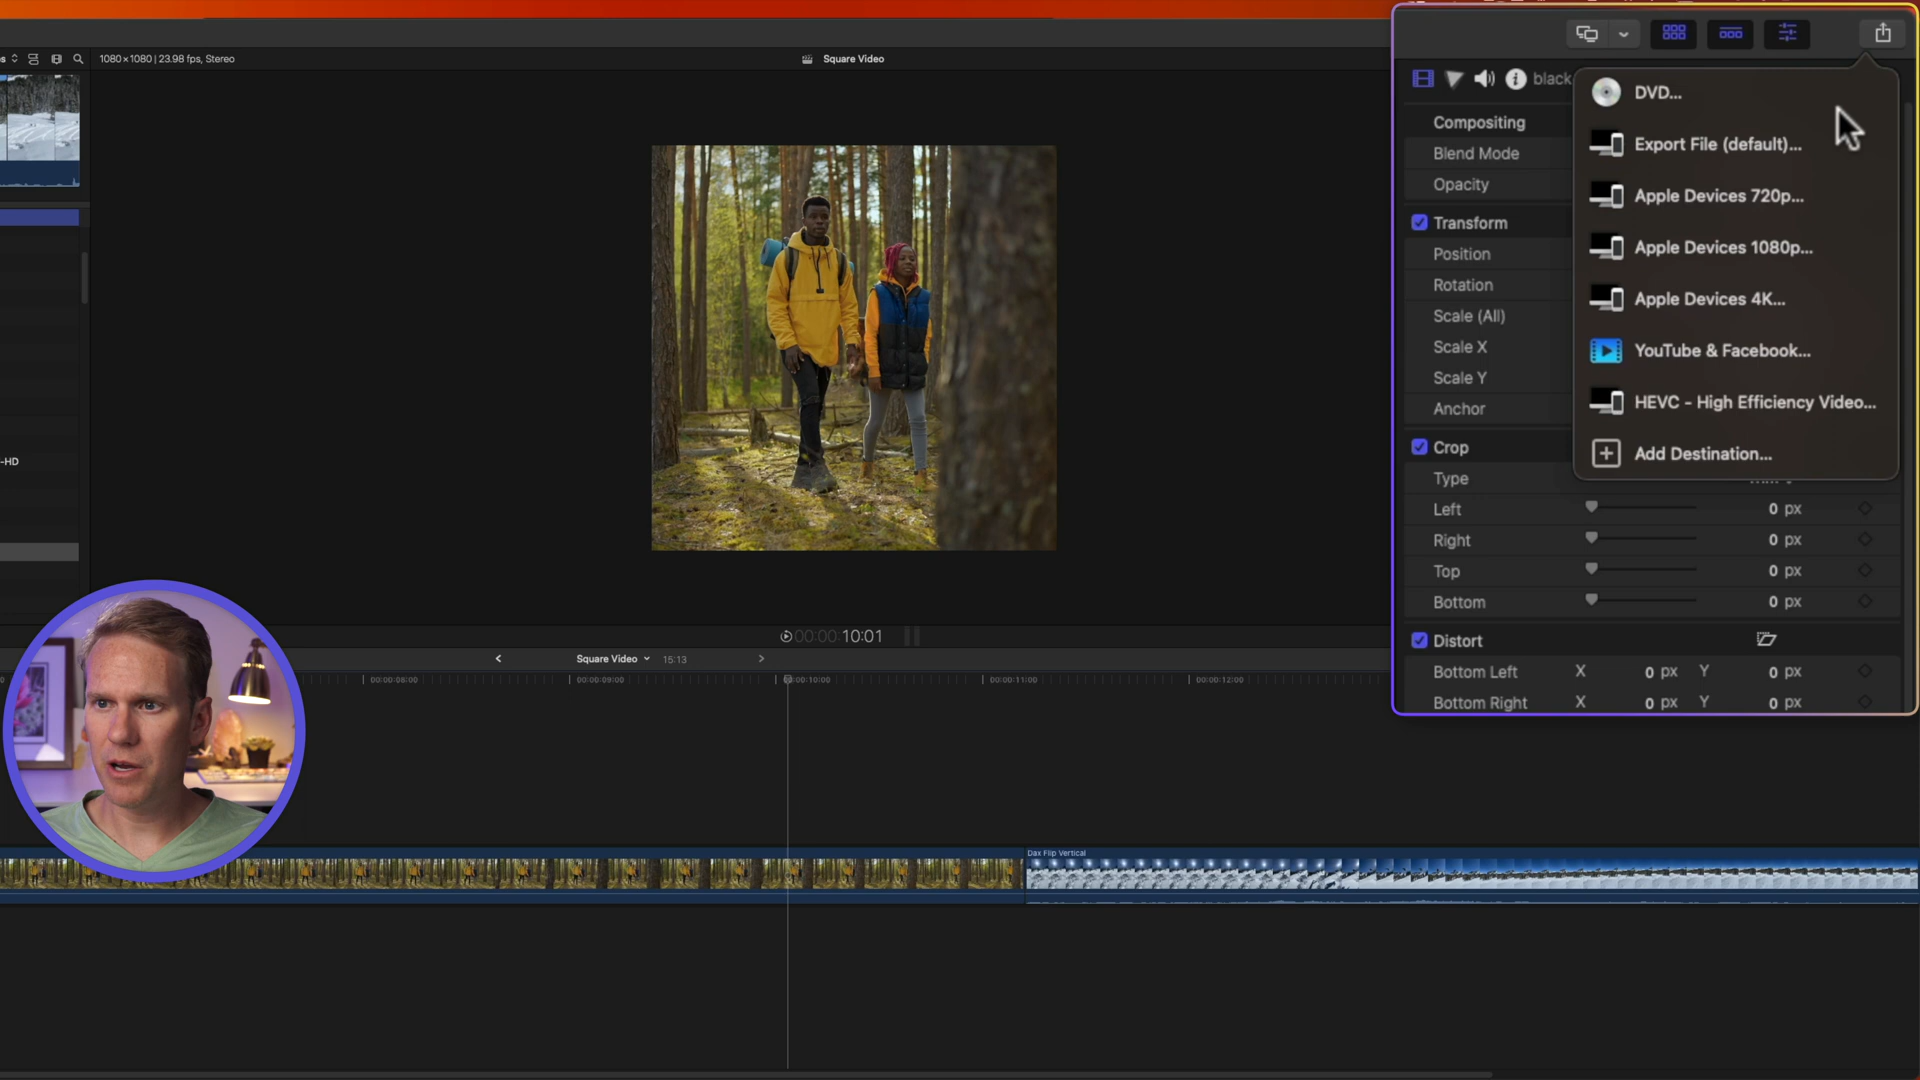 s
1080×1080 | 23.98 fps, Stereo
Square Video
black
DVD...
Export File (default)...
Apple Devices 720p...
Apple Devices 1080p...
Apple Devices 4K...
YouTube & Facebook...
HEVC - High Efficiency Video...
Add Destination...
Compositing
Blend Mode
Opacity
Transform
Position
Rotation
Scale (All)
Scale X
Scale Y
Anchor
Crop
Type
Left 0 px
Right 0 px
Top 0 px
Bottom 0 px
Distort
Bottom Left X 0 px Y 0 px
Bottom Right X 0 px Y 0 px
-HD
00:00:10:01
Square Video 15:13
00:00:08:00
00:00:09:00
00:00:10:00
00:00:11:00
00:00:12:00
Dax Flip Vertical